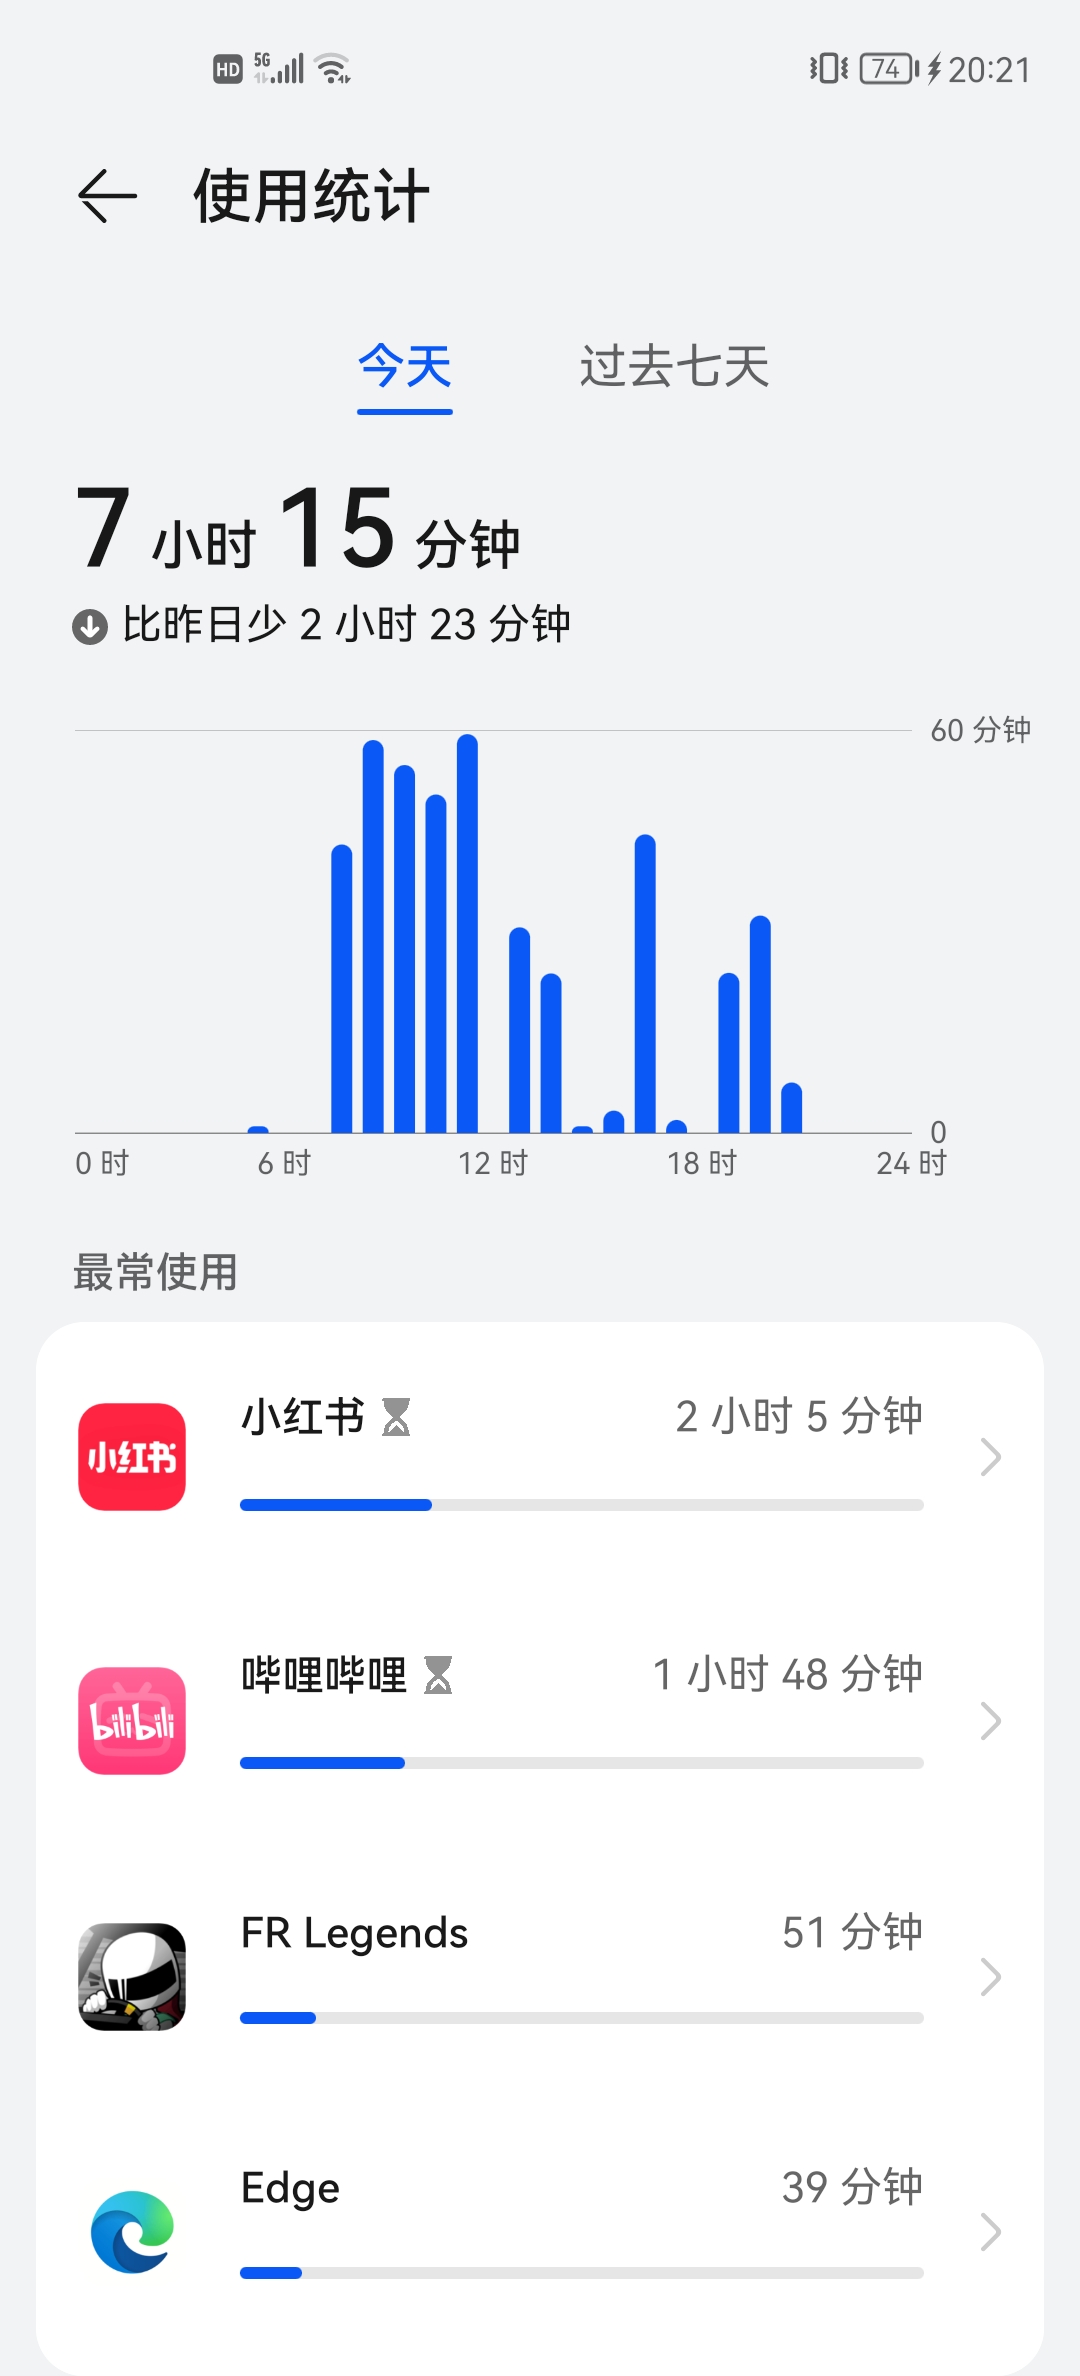 HD 5G 74 20:21
使用统计
今天 过去七天
7 小时 15 分钟
比昨日少 2 小时 23 分钟
60 分钟
0
0 时 6 时 12 时 18 时 24 时
最常使用
小红书 2 小时 5 分钟
小红书
哔哩哔哩 1 小时 48 分钟
bilibili
FR Legends 51 分钟
Edge 39 分钟